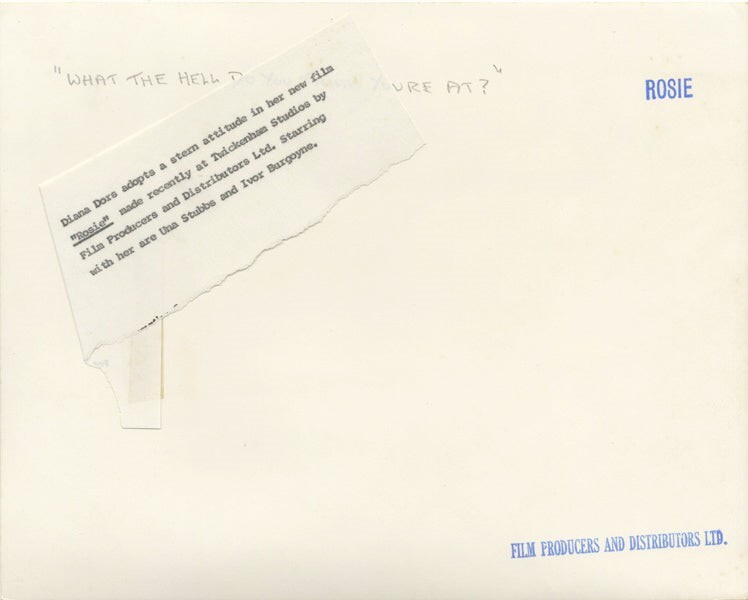 "WHAT THE HELL DO YOU YOURE AT?"
ROSIE
Diana Dors adopts a stern attitude in her new film
"Rosie" made recently at Twickenham Studios by
Film Producers and Distributors Ltd. Starring
with her are Una Stubbs and Ivor Burgoyne.
FILM PRODUCERS AND DISTRIBUTORS LTD.